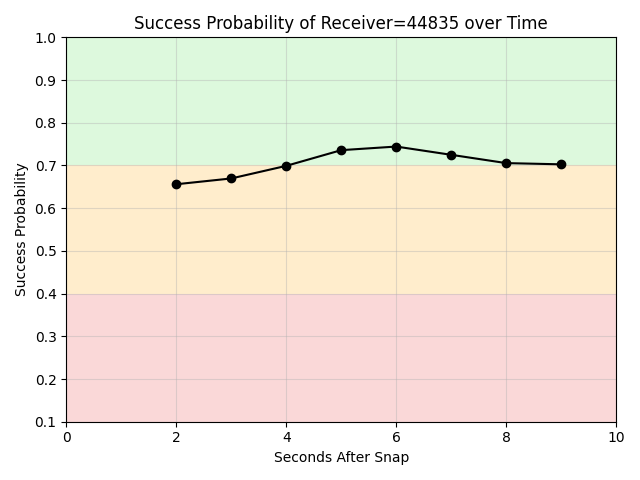 Success Probability of Receiver=44835 over Time
1.0
0.9
0.8
0.7
0.6
0.5
0.4
0.3
0.2
0.1
Success Probability
0 2 4 6 8 10
Seconds After Snap